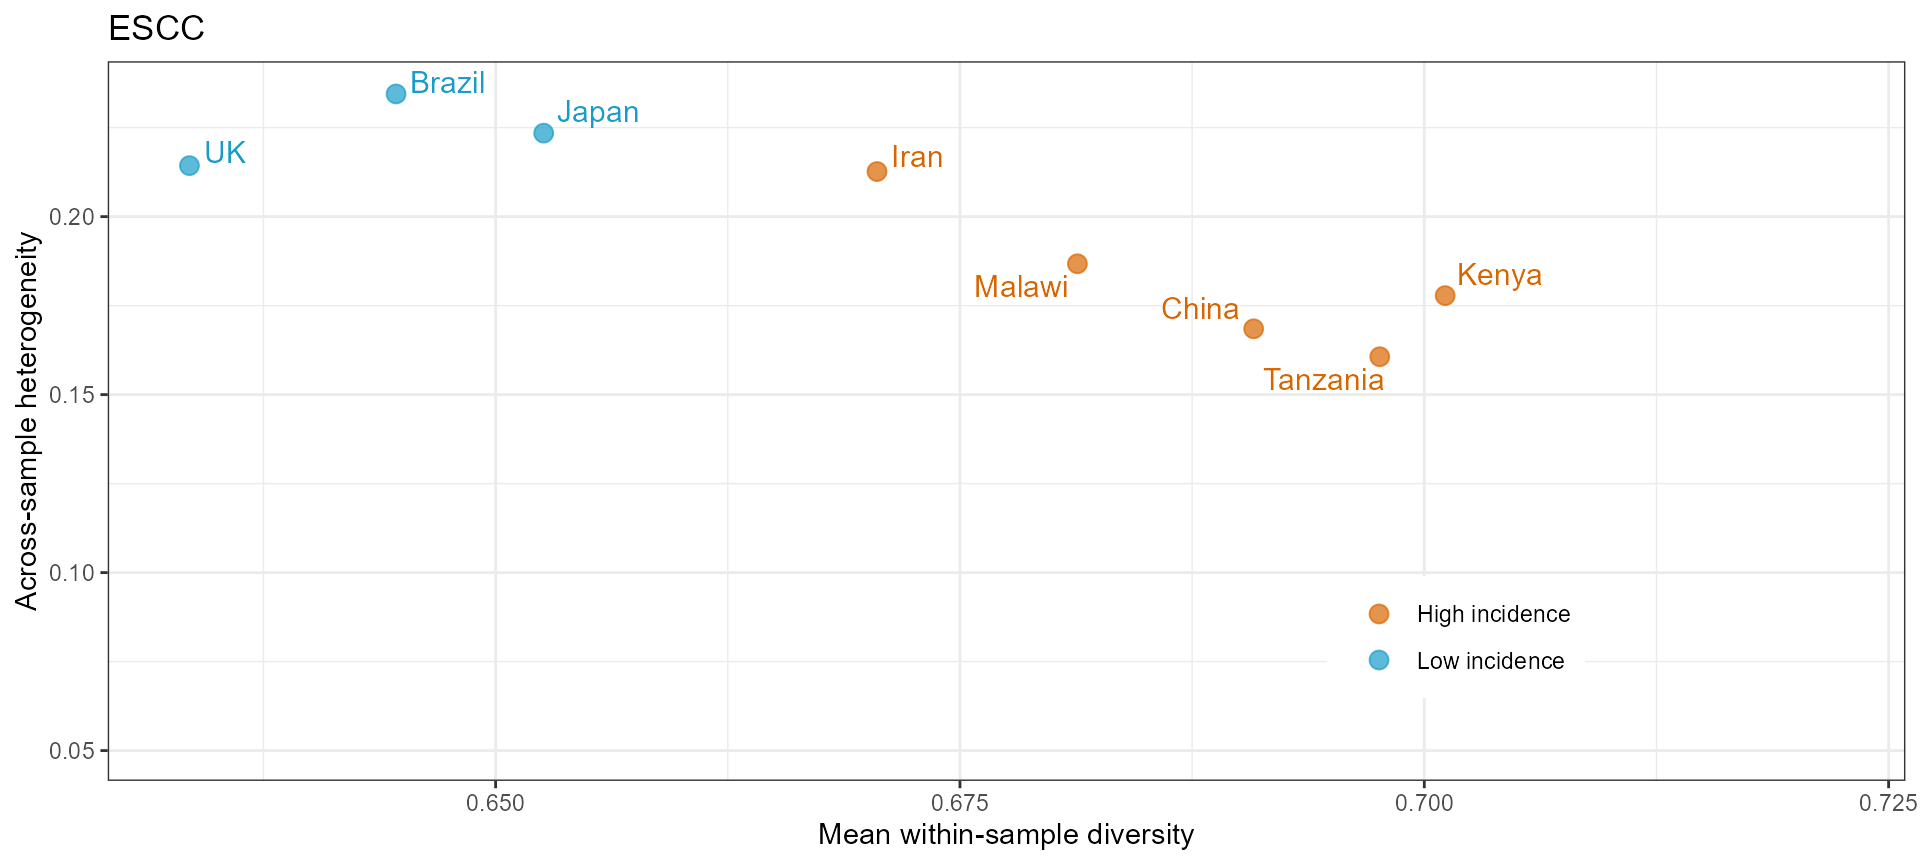 ESCC
Brazil
Japan
UK
Iran
Malawi
Kenya
China
Tanzania
0.20
0.15
0.10
0.05
Across-sample heterogeneity
High incidence
Low incidence
0.650
0.675
0.700
0.725
Mean within-sample diversity